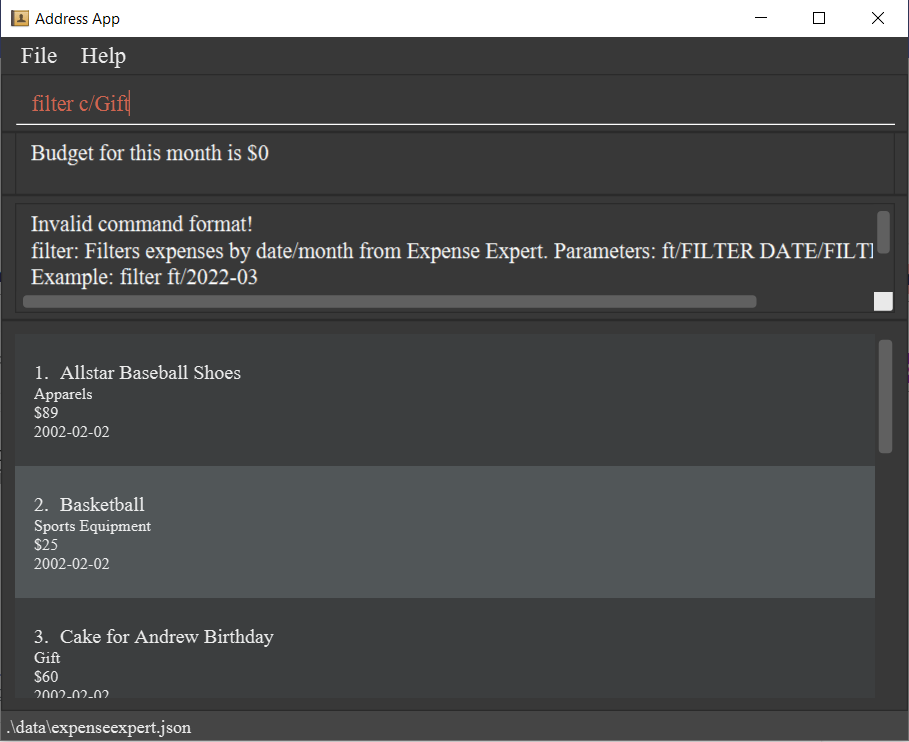 Address App
File Help
filter c/Gift
Budget for this month is $0
Invalid command format!
filter: Filters expenses by date/month from Expense Expert. Parameters: ft/FILTER DATE/FILT
Example: filter ft/2022-03
1. Allstar Baseball Shoes
Apparels
$89
2002-02-02
2. Basketball
Sports Equipment
$25
2002-02-02
3. Cake for Andrew Birthday
Gift
$60
2002-02-02
.\data\expenseexpert.json